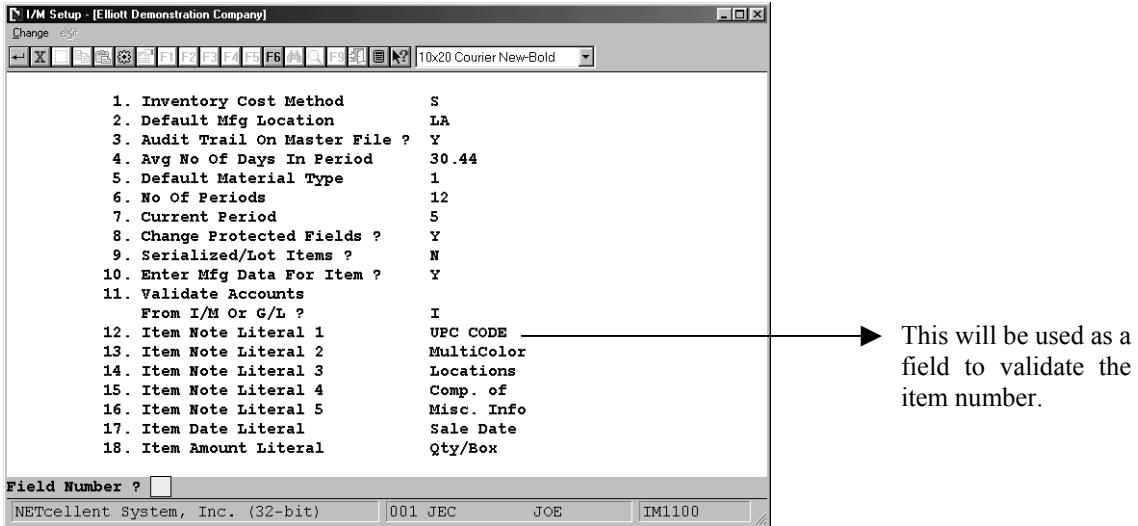 I/M Setup - [Elliott Demonstration Company]
Change eXit
X F1 F2 F3 F4 F5 F6 F9 10x20 Courier New-Bold
1. Inventory Cost Method S
2. Default Mfg Location LA
3. Audit Trail On Master File ? Y
4. Avg No Of Days In Period 30.44
5. Default Material Type 1
6. No Of Periods 12
7. Current Period 5
8. Change Protected Fields ? Y
9. Serialized/Lot Items ? N
10. Enter Mfg Data For Item ? Y
11. Validate Accounts
From I/M Or G/L ? I
12. Item Note Literal 1 UPC CODE
13. Item Note Literal 2 MultiColor
14. Item Note Literal 3 Locations
15. Item Note Literal 4 Comp. of
16. Item Note Literal 5 Misc. Info
17. Item Date Literal Sale Date
18. Item Amount Literal Qty/Box
Field Number ?
NETcellent System, Inc. (32-bit) 001 JEC JOE IM1100
This will be used as a
field to validate the
item number.